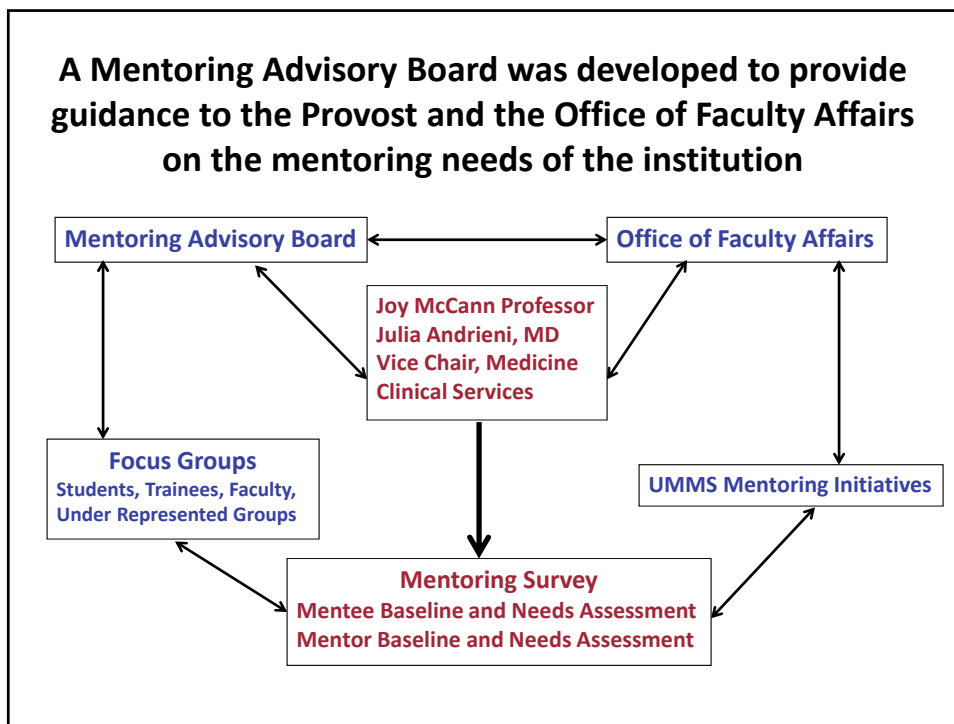 A Mentoring Advisory Board was developed to provide
guidance to the Provost and the Office of Faculty Affairs
on the mentoring needs of the institution
Mentoring Advisory Board
Office of Faculty Affairs
Joy McCann Professor
Julia Andrieni, MD
Vice Chair, Medicine
Clinical Services
Focus Groups
Students, Trainees, Faculty,
Under Represented Groups
UMMS Mentoring Initiatives
Mentoring Survey
Mentee Baseline and Needs Assessment
Mentor Baseline and Needs Assessment